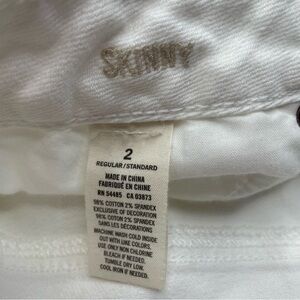 SKINNY
2
REGULAR/STANDARD
MADE IN CHINA
FABRIQUÉ EN CHINE
RN 54485 CA 03873
98% COTTON 2% SPANDEX
EXCLUSIVE OF DECORATION
98% COTON 2% SPANDEX
SANS LES DÉCORATIONS
MACHINE WASH COLD INSIDE
OUT WITH LIKE COLORS.
USE ONLY NON CHLORINE
BLEACH IF NEEDED.
TUMBLE DRY LOW.
COOL IRON IF NEEDED.